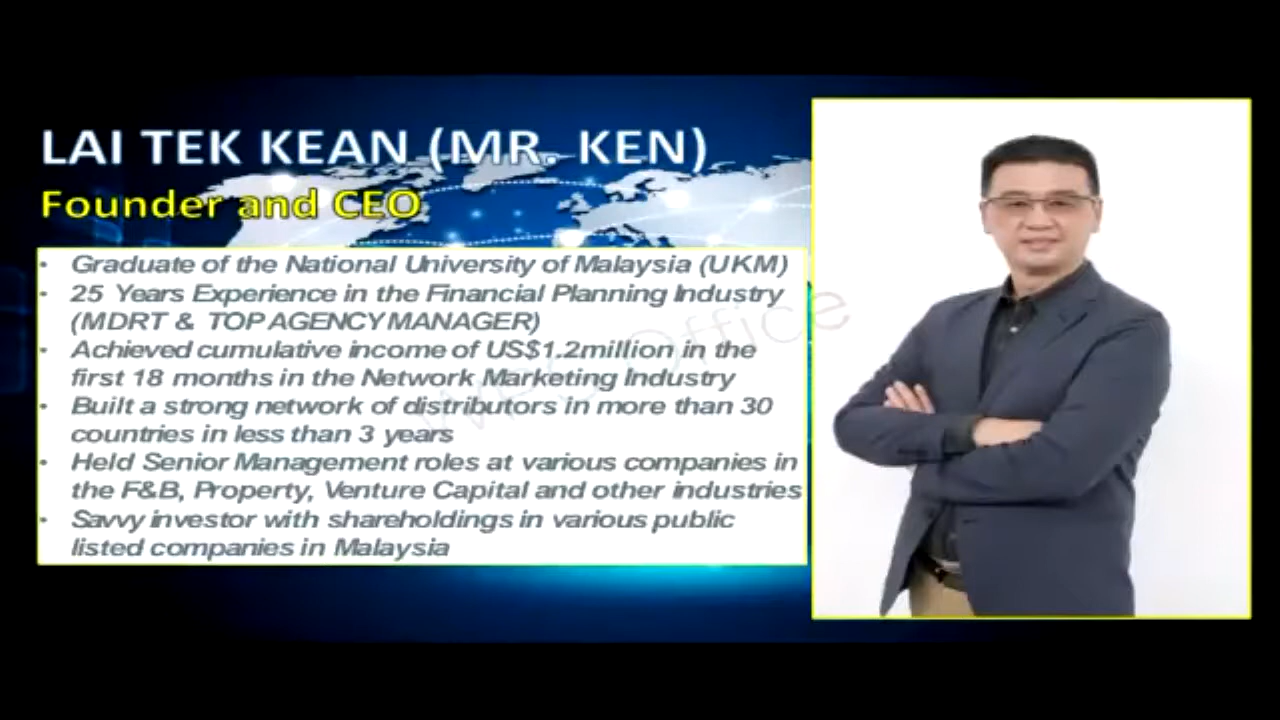 LAI TEK KEAN (MR. KEN)
Founder and CEO
• Graduate of the National University of Malaysia (UKM)
• 25 Years Experience in the Financial Planning Industry
(MDRT & TOP AGENCY MANAGER)
• Achieved cumulative income of US$1.2million in the
first 18 months in the Network Marketing Industry
• Built a strong network of distributors in more than 30
countries in less than 3 years
• Held Senior Management roles at various companies in
the F&B, Property, Venture Capital and other industries
• Savvy investor with shareholdings in various public
listed companies in Malaysia
WPS Office